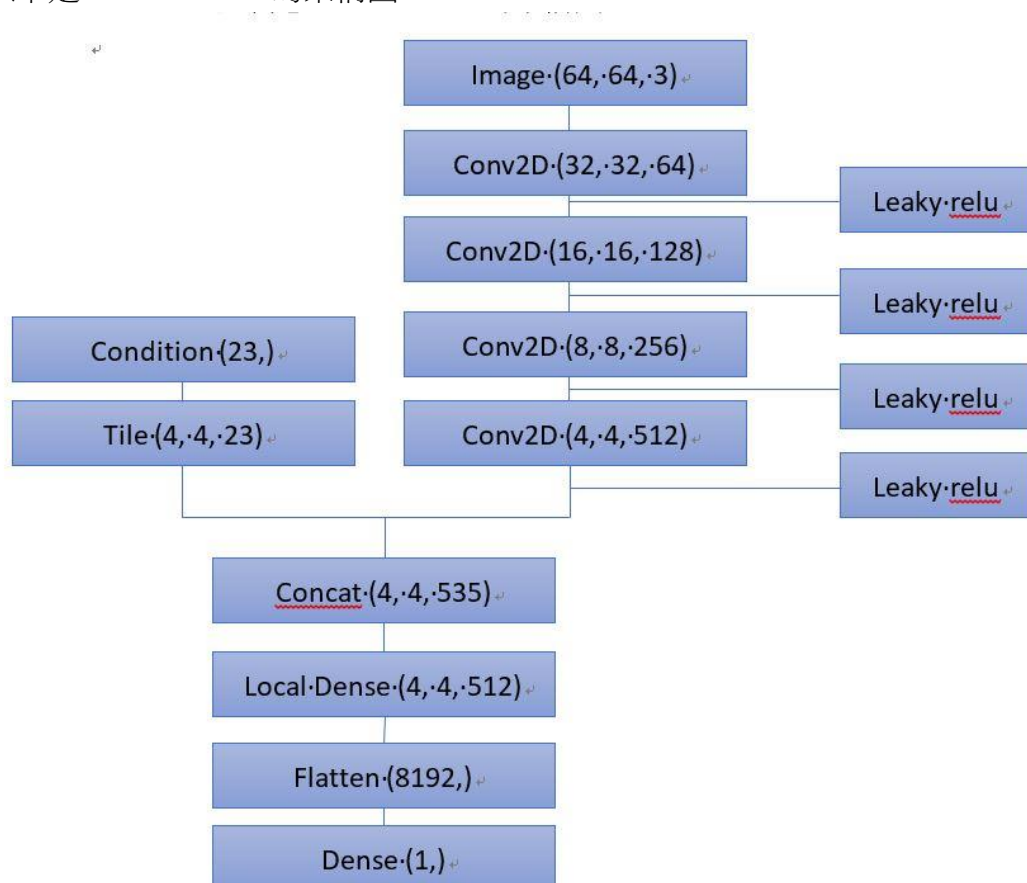 Image (64, 64, 3)
Conv2D (32, 32, 64)
Leaky relu
Conv2D (16, 16, 128)
Leaky relu
Conv2D (8, 8, 256)
Leaky relu
Conv2D (4, 4, 512)
Leaky relu
Condition (23,)
Tile (4, 4, 23)
Concat (4, 4, 535)
Local Dense (4, 4, 512)
Flatten (8192,)
Dense (1,)